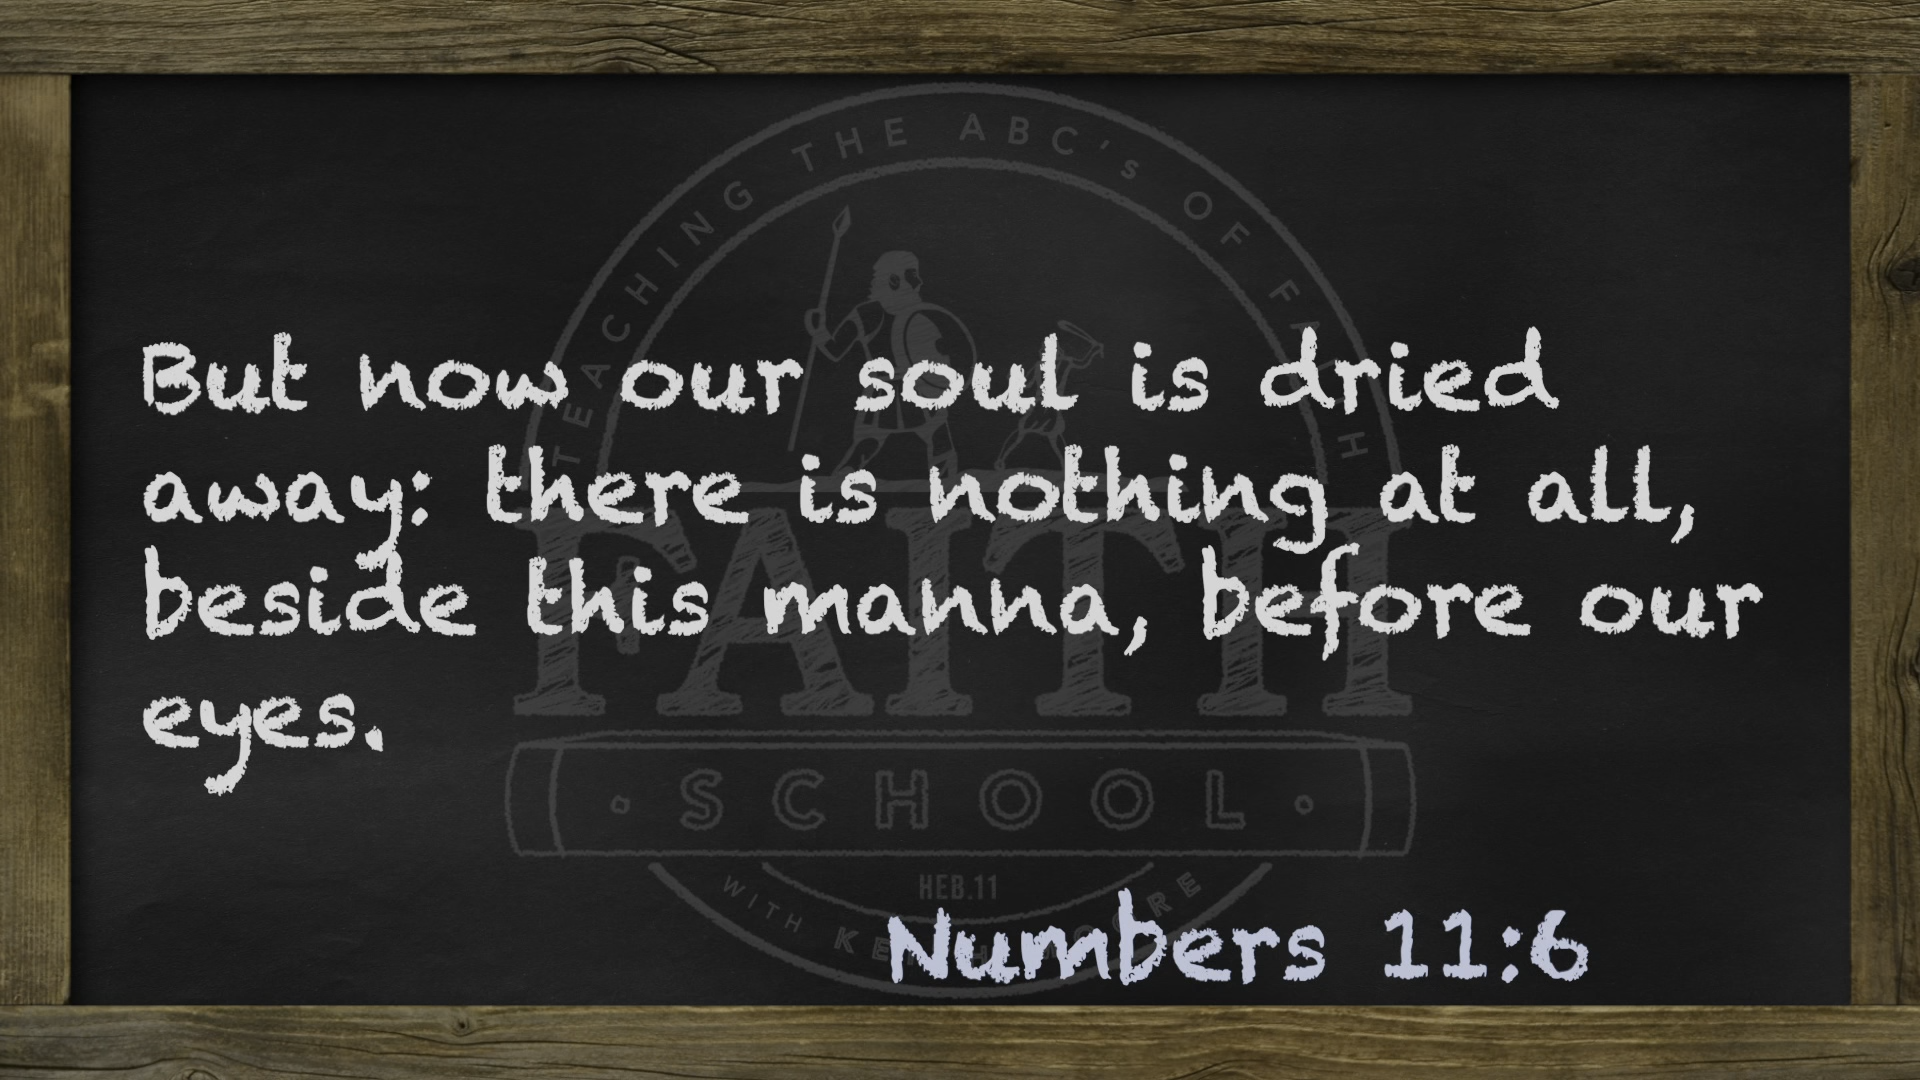 TEACHING THE ABC's OF FAITH
But now our soul is dried
away: there is nothing at all,
beside this manna, before our
eyes.
FAITH
SCHOOL
HEB.11
WITH
Numbers 11:6